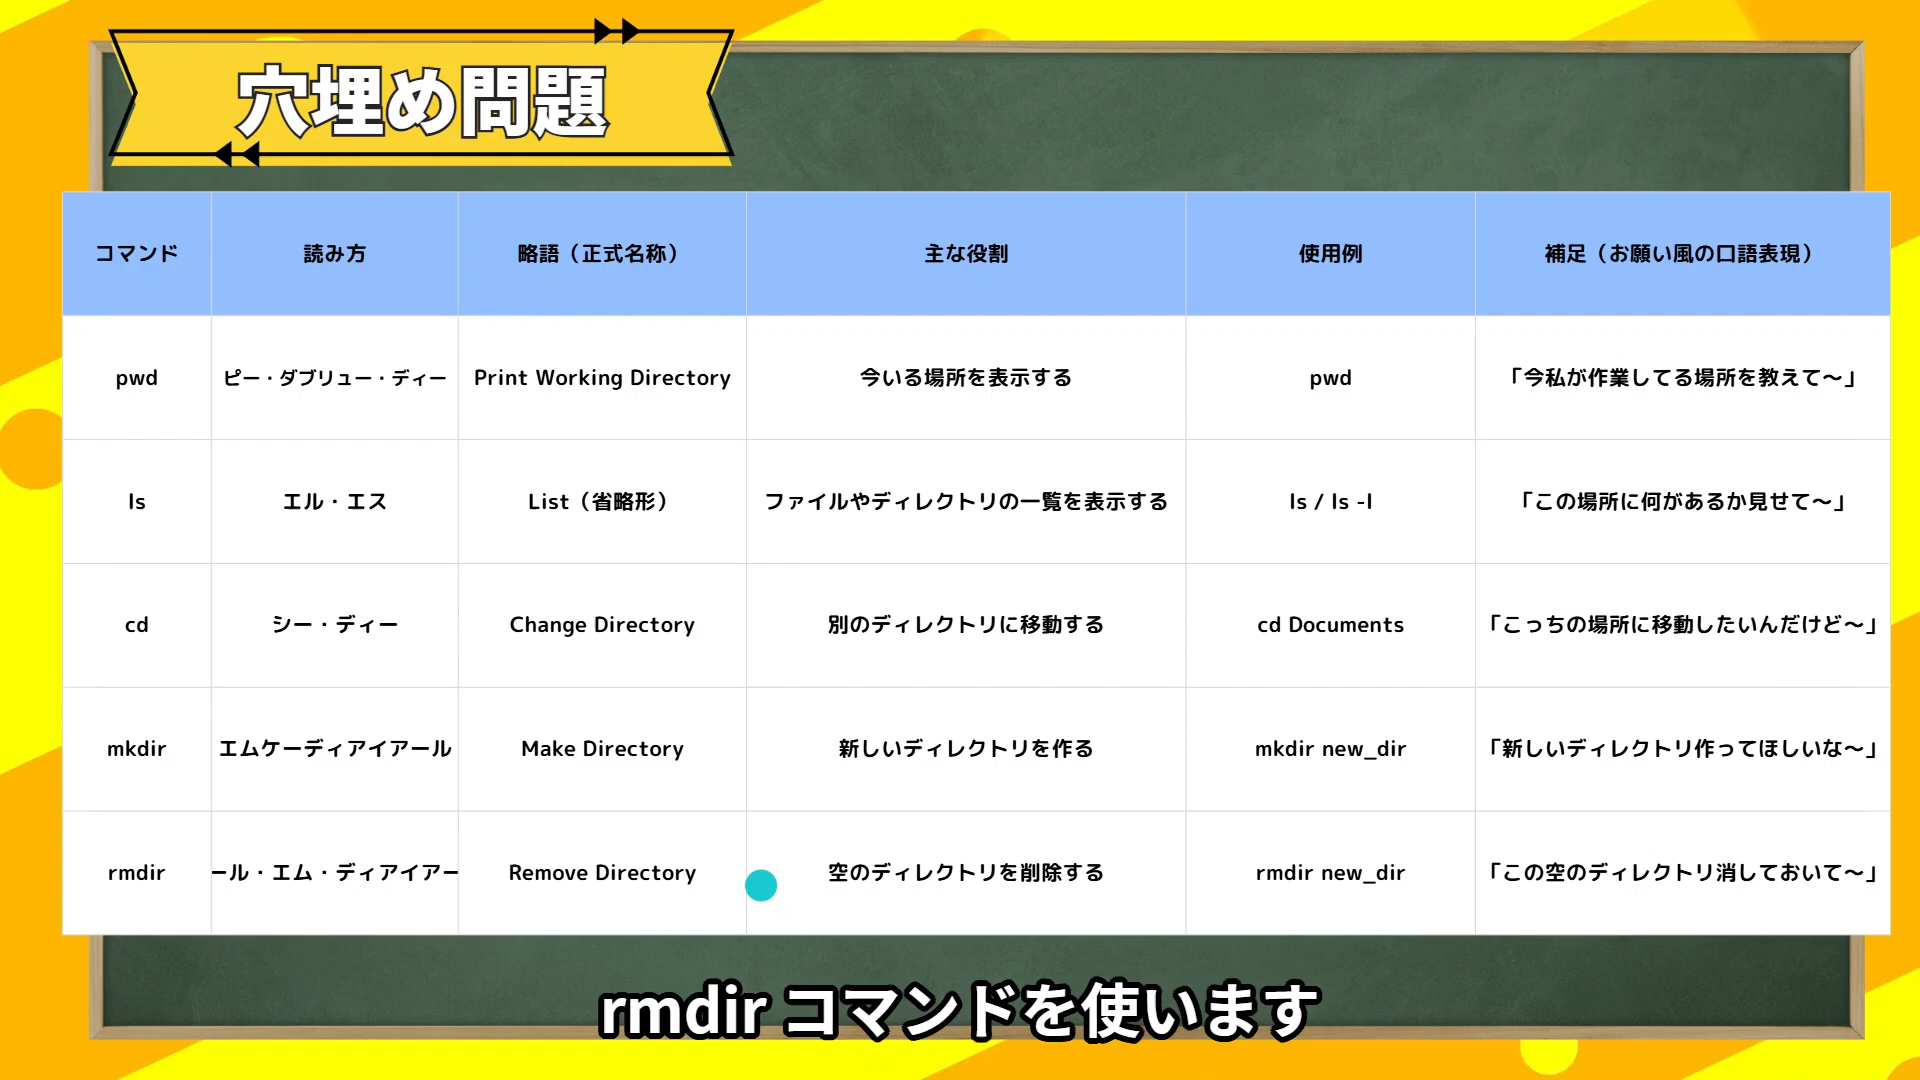 穴埋め問題
コマンド 読み方 略語（正式名称） 主な役割 使用例 補足（お願い風の口語表現）
pwd ピー・ダブリュー・ディー Print Working Directory 今いる場所を表示する pwd 「今私が作業してる場所を教えて〜」
ls エル・エス List（省略形） ファイルやディレクトリの一覧を表示する ls / ls -l 「この場所に何があるか見せて〜」
cd シー・ディー Change Directory 別のディレクトリに移動する cd Documents 「こっちの場所に移動したいんだけど〜」
mkdir エムケーディアイアール Make Directory 新しいディレクトリを作る mkdir new_dir 「新しいディレクトリ作ってほしいな〜」
rmdir ール・エム・ディアイアー Remove Directory 空のディレクトリを削除する rmdir new_dir 「この空のディレクトリ消しておいて〜」
rmdir コマンドを使います